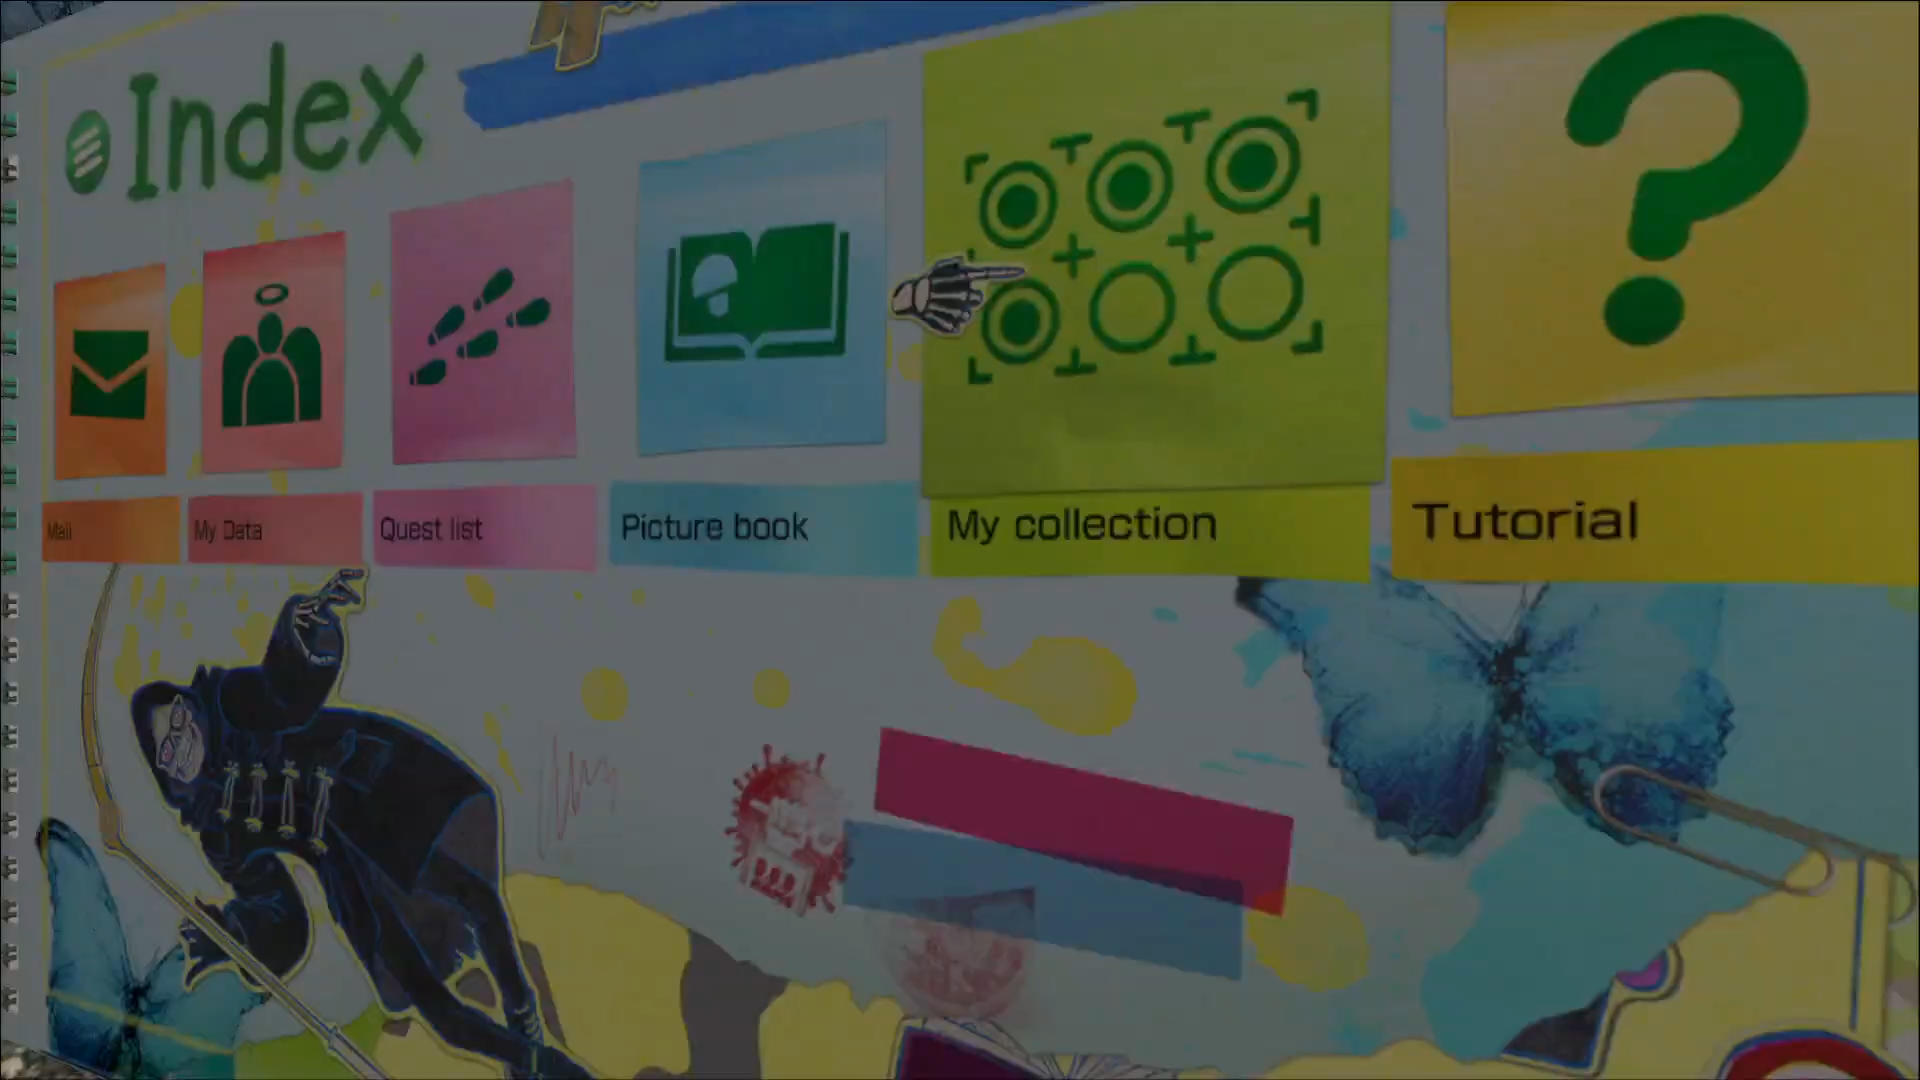 Index
Mail
My Data
Quest list
Picture book
My collection
Tutorial